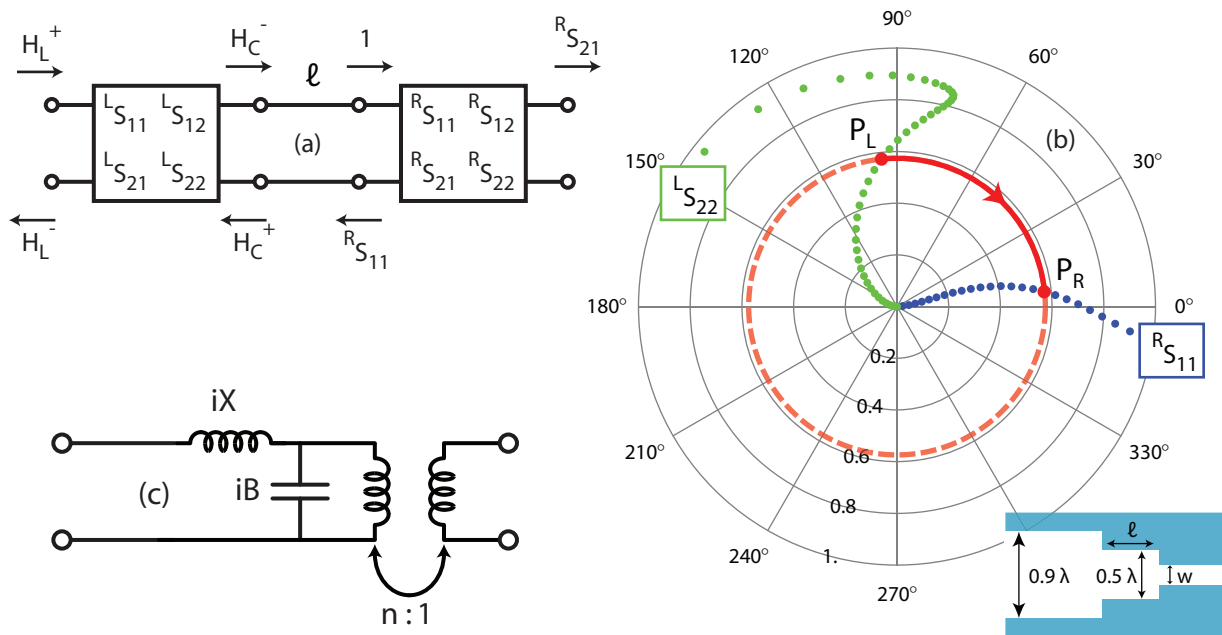 H_L^+
H_C^-
ℓ
1
^RS_21
^LS_11 ^LS_12
^LS_21 ^LS_22
(a)
^RS_11 ^RS_12
^RS_21 ^RS_22
H_L^-
H_C^+
^RS_11
iX
iB
(c)
n : 1
90°
120°
60°
(b)
P_L
150°
30°
^LS_22
P_R
180°
0°
^RS_11
0.2
0.4
0.6
0.8
1.
210°
330°
240°
270°
ℓ
0.9 λ
0.5 λ
w